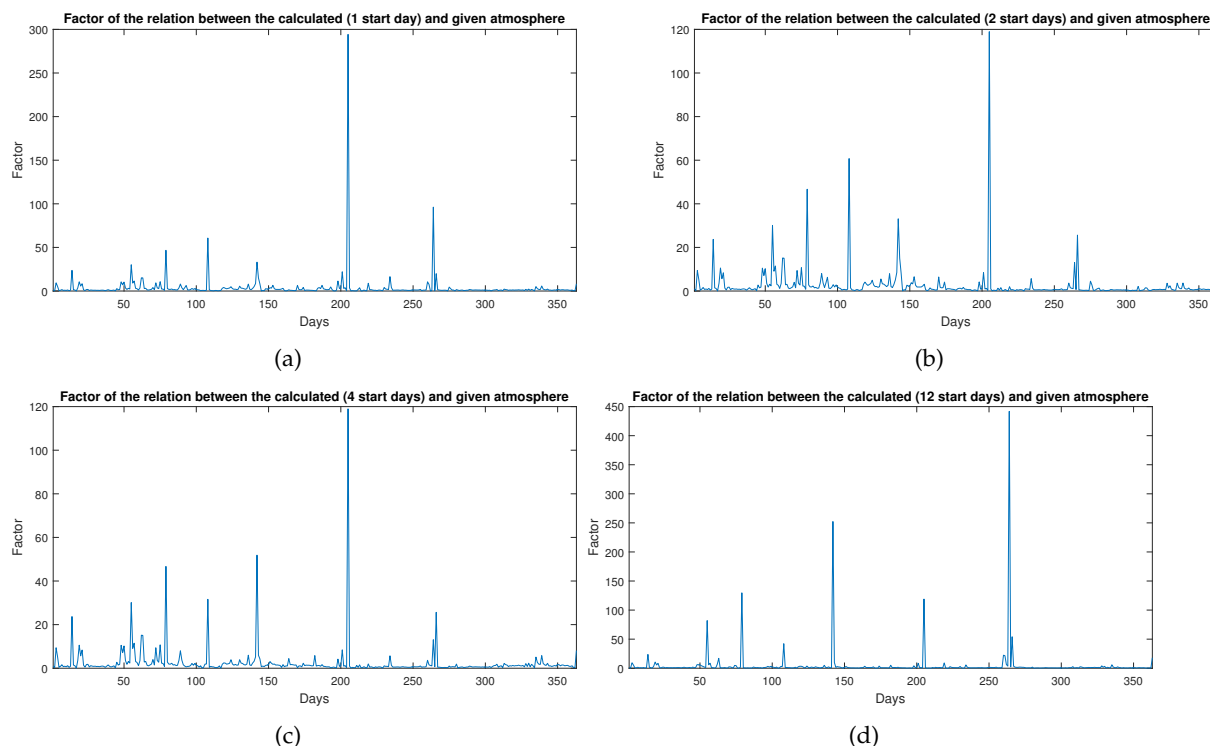 Factor of the relation between the calculated (1 start day) and given atmosphere
300
250
200
150
100
50
0
Factor
50 100 150 200 250 300 350
Days
(a)
Factor of the relation between the calculated (2 start days) and given atmosphere
120
100
80
60
40
20
0
Factor
50 100 150 200 250 300 350
Days
(b)
Factor of the relation between the calculated (4 start days) and given atmosphere
120
100
80
60
40
20
0
Factor
50 100 150 200 250 300 350
Days
(c)
Factor of the relation between the calculated (12 start days) and given atmosphere
450
400
350
300
250
200
150
100
50
0
Factor
50 100 150 200 250 300 350
Days
(d)